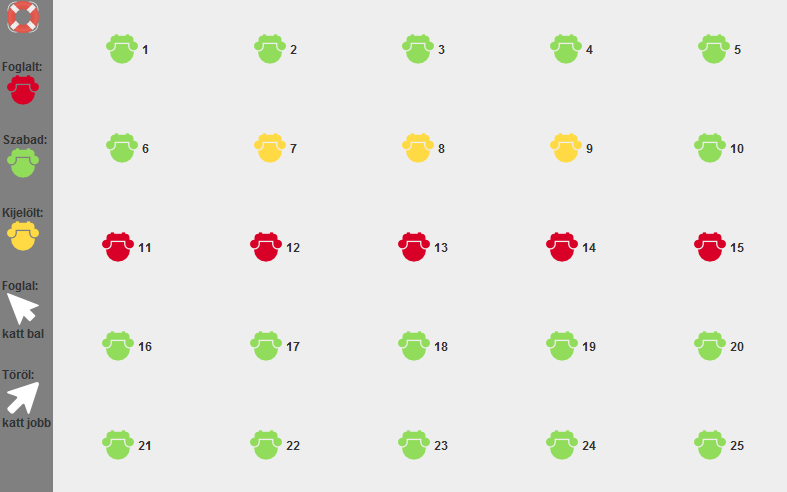 Foglalt:
Szabad:
Kijelölt:
Foglal:
katt bal
Töröl:
katt jobb
1 2 3 4 5
6 7 8 9 10
11 12 13 14 15
16 17 18 19 20
21 22 23 24 25